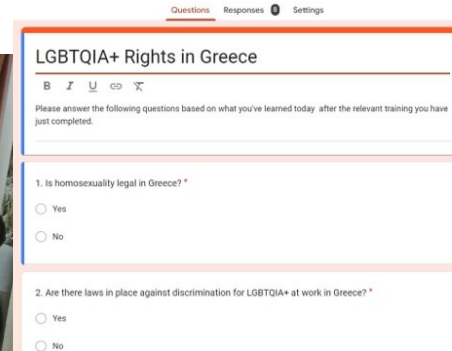 Questions Responses Settings
LGBTQIA+ Rights in Greece
B I U
Please answer the following questions based on what you've learned today after the relevant training you have
just completed.
1. Is homosexuality legal in Greece? *
Yes
No
2. Are there laws in place against discrimination for LGBTQIA+ at work in Greece? *
Yes
No